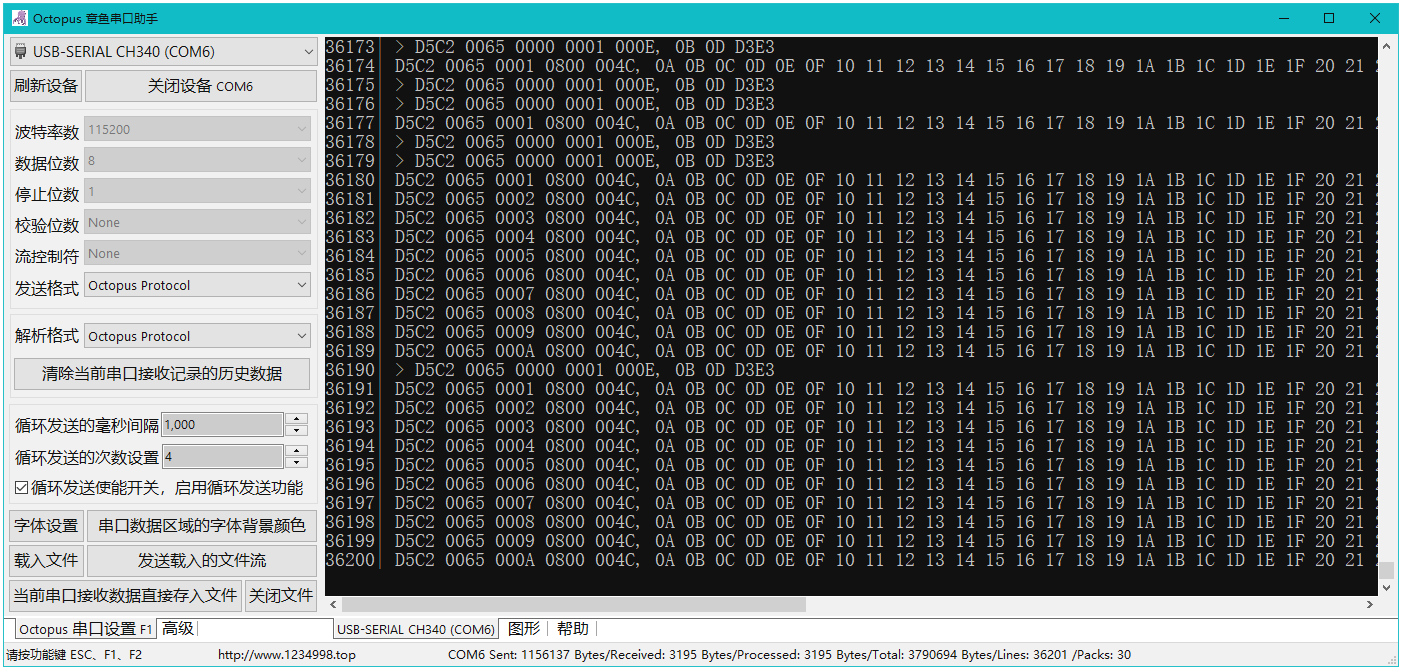 Octopus 章鱼串口助手
USB-SERIAL CH340 (COM6)
刷新设备 关闭设备 COM6
波特率数 115200
数据位数 8
停止位数 1
校验位数 None
流控制符 None
发送格式 Octopus Protocol
解析格式 Octopus Protocol
清除当前串口接收记录的历史数据
循环发送的毫秒间隔 1,000
循环发送的次数设置 4
循环发送使能开关，启用循环发送功能
字体设置 串口数据区域的字体背景颜色
载入文件 发送载入的文件流
当前串口接收数据直接存入文件 关闭文件
36173 > D5C2 0065 0000 0001 000E, 0B 0D D3E3
36174 D5C2 0065 0001 0800 004C, 0A 0B 0C 0D 0E 0F 10 11 12 13 14 15 16 17 18 19 1A 1B 1C 1D 1E 1F 20 21
36175 > D5C2 0065 0000 0001 000E, 0B 0D D3E3
36176 > D5C2 0065 0000 0001 000E, 0B 0D D3E3
36177 D5C2 0065 0001 0800 004C, 0A 0B 0C 0D 0E 0F 10 11 12 13 14 15 16 17 18 19 1A 1B 1C 1D 1E 1F 20 21
36178 > D5C2 0065 0000 0001 000E, 0B 0D D3E3
36179 > D5C2 0065 0000 0001 000E, 0B 0D D3E3
36180 D5C2 0065 0001 0800 004C, 0A 0B 0C 0D 0E 0F 10 11 12 13 14 15 16 17 18 19 1A 1B 1C 1D 1E 1F 20 21
36181 D5C2 0065 0002 0800 004C, 0A 0B 0C 0D 0E 0F 10 11 12 13 14 15 16 17 18 19 1A 1B 1C 1D 1E 1F 20 21
36182 D5C2 0065 0003 0800 004C, 0A 0B 0C 0D 0E 0F 10 11 12 13 14 15 16 17 18 19 1A 1B 1C 1D 1E 1F 20 21
36183 D5C2 0065 0004 0800 004C, 0A 0B 0C 0D 0E 0F 10 11 12 13 14 15 16 17 18 19 1A 1B 1C 1D 1E 1F 20 21
36184 D5C2 0065 0005 0800 004C, 0A 0B 0C 0D 0E 0F 10 11 12 13 14 15 16 17 18 19 1A 1B 1C 1D 1E 1F 20 21
36185 D5C2 0065 0006 0800 004C, 0A 0B 0C 0D 0E 0F 10 11 12 13 14 15 16 17 18 19 1A 1B 1C 1D 1E 1F 20 21
36186 D5C2 0065 0007 0800 004C, 0A 0B 0C 0D 0E 0F 10 11 12 13 14 15 16 17 18 19 1A 1B 1C 1D 1E 1F 20 21
36187 D5C2 0065 0008 0800 004C, 0A 0B 0C 0D 0E 0F 10 11 12 13 14 15 16 17 18 19 1A 1B 1C 1D 1E 1F 20 21
36188 D5C2 0065 0009 0800 004C, 0A 0B 0C 0D 0E 0F 10 11 12 13 14 15 16 17 18 19 1A 1B 1C 1D 1E 1F 20 21
36189 D5C2 0065 000A 0800 004C, 0A 0B 0C 0D 0E 0F 10 11 12 13 14 15 16 17 18 19 1A 1B 1C 1D 1E 1F 20 21
36190 > D5C2 0065 0000 0001 000E, 0B 0D D3E3
36191 D5C2 0065 0001 0800 004C, 0A 0B 0C 0D 0E 0F 10 11 12 13 14 15 16 17 18 19 1A 1B 1C 1D 1E 1F 20 21
36192 D5C2 0065 0002 0800 004C, 0A 0B 0C 0D 0E 0F 10 11 12 13 14 15 16 17 18 19 1A 1B 1C 1D 1E 1F 20 21
36193 D5C2 0065 0003 0800 004C, 0A 0B 0C 0D 0E 0F 10 11 12 13 14 15 16 17 18 19 1A 1B 1C 1D 1E 1F 20 21
36194 D5C2 0065 0004 0800 004C, 0A 0B 0C 0D 0E 0F 10 11 12 13 14 15 16 17 18 19 1A 1B 1C 1D 1E 1F 20 21
36195 D5C2 0065 0005 0800 004C, 0A 0B 0C 0D 0E 0F 10 11 12 13 14 15 16 17 18 19 1A 1B 1C 1D 1E 1F 20 21
36196 D5C2 0065 0006 0800 004C, 0A 0B 0C 0D 0E 0F 10 11 12 13 14 15 16 17 18 19 1A 1B 1C 1D 1E 1F 20 21
36197 D5C2 0065 0007 0800 004C, 0A 0B 0C 0D 0E 0F 10 11 12 13 14 15 16 17 18 19 1A 1B 1C 1D 1E 1F 20 21
36198 D5C2 0065 0008 0800 004C, 0A 0B 0C 0D 0E 0F 10 11 12 13 14 15 16 17 18 19 1A 1B 1C 1D 1E 1F 20 21
36199 D5C2 0065 0009 0800 004C, 0A 0B 0C 0D 0E 0F 10 11 12 13 14 15 16 17 18 19 1A 1B 1C 1D 1E 1F 20 21
36200 D5C2 0065 000A 0800 004C, 0A 0B 0C 0D 0E 0F 10 11 12 13 14 15 16 17 18 19 1A 1B 1C 1D 1E 1F 20 21
Octopus 串口设置 F1 高级 USB-SERIAL CH340 (COM6) 图形 帮助
请按功能键 ESC、F1、F2 http://www.1234998.top COM6 Sent: 1156137 Bytes/Received: 3195 Bytes/Processed: 3195 Bytes/Total: 3790694 Bytes/Lines: 36201 /Packs: 30